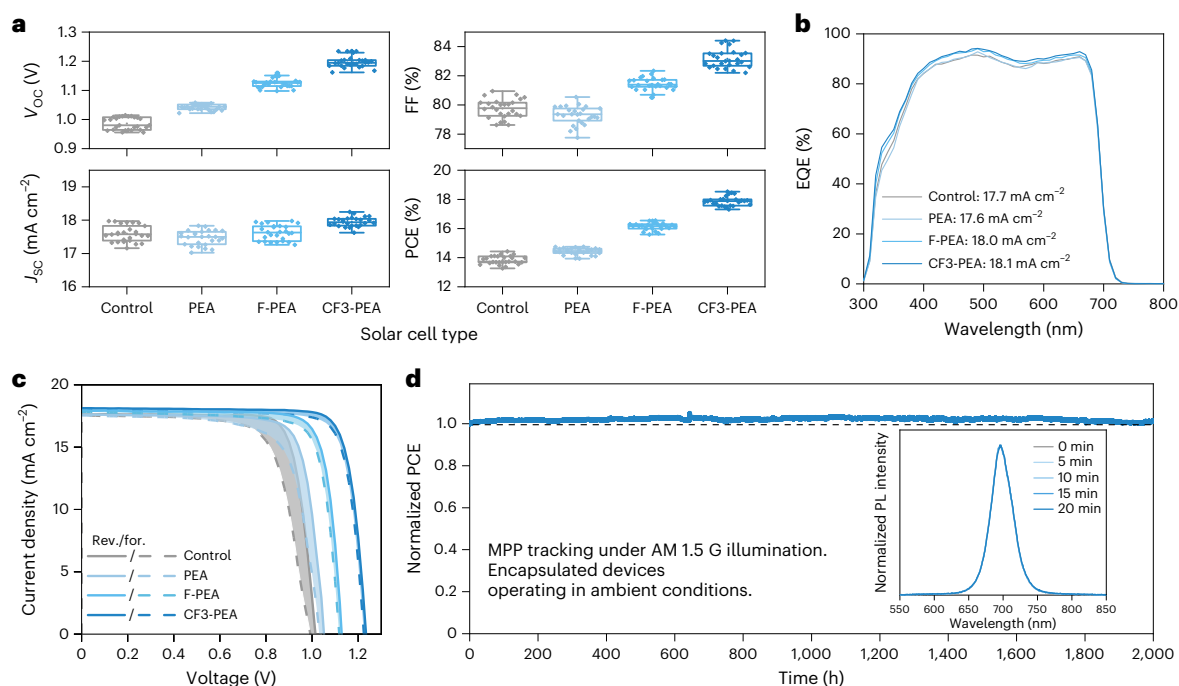 a
V_OC (V)
1.3
1.2
1.1
1.0
0.9
FF (%)
84
82
80
78
J_SC (mA cm⁻²)
19
18
17
16
PCE (%)
20
18
16
14
12
Control PEA F-PEA CF3-PEA
Control PEA F-PEA CF3-PEA
Solar cell type
b
EQE (%)
100
80
60
40
20
0
Control: 17.7 mA cm⁻²
PEA: 17.6 mA cm⁻²
F-PEA: 18.0 mA cm⁻²
CF3-PEA: 18.1 mA cm⁻²
300 400 500 600 700 800
Wavelength (nm)
c
Current density (mA cm⁻²)
20
15
10
5
0
Rev./for.
/ Control
/ PEA
/ F-PEA
/ CF3-PEA
0 0.2 0.4 0.6 0.8 1.0 1.2
Voltage (V)
d
Normalized PCE
1.0
0.8
0.6
0.4
0.2
0
MPP tracking under AM 1.5 G illumination.
Encapsulated devices
operating in ambient conditions.
Normalized PL intensity
0 min
5 min
10 min
15 min
20 min
550 600 650 700 750 800 850
Wavelength (nm)
0 200 400 600 800 1,000 1,200 1,400 1,600 1,800 2,000
Time (h)